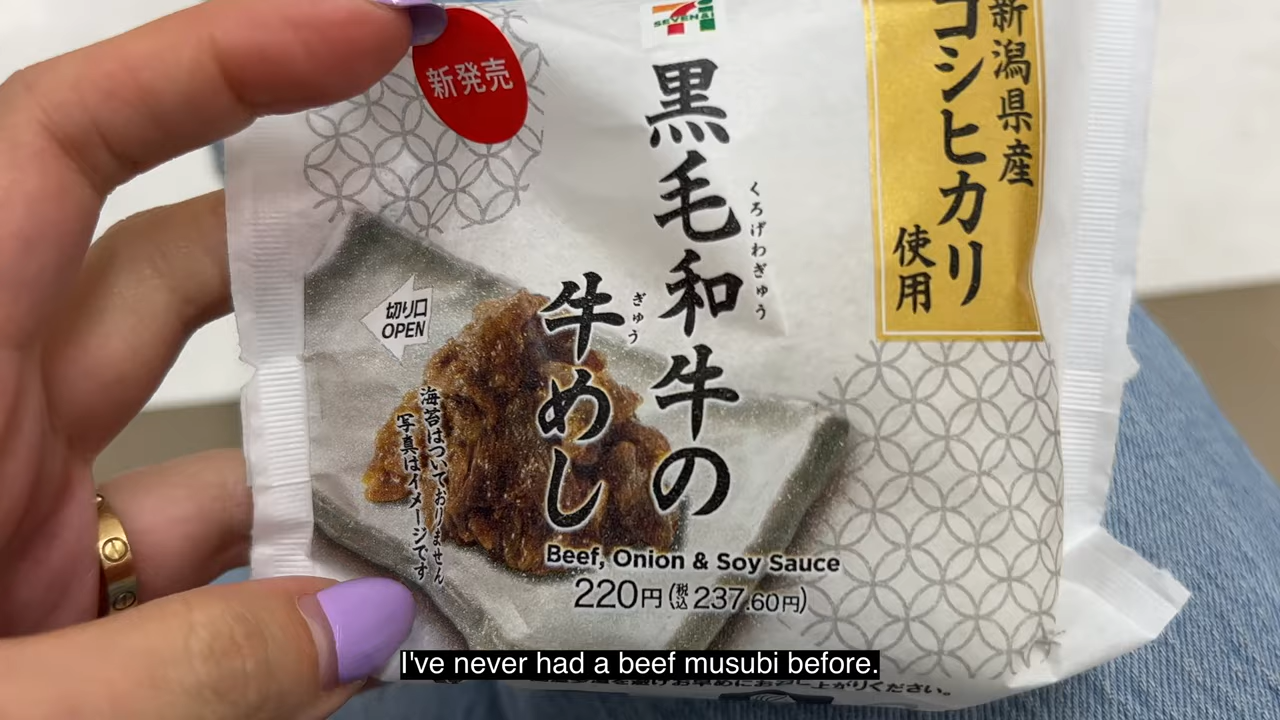 SEVEN&i
新発売
新潟県産
コシヒカリ
使用
黒毛和牛の
くろげわぎゅう
牛めし
ぎゅう
切り口
OPEN
海苔はついておりません
写真はイメージです
Beef, Onion & Soy Sauce
220円(税込237.60円)
I've never had a beef musubi before.